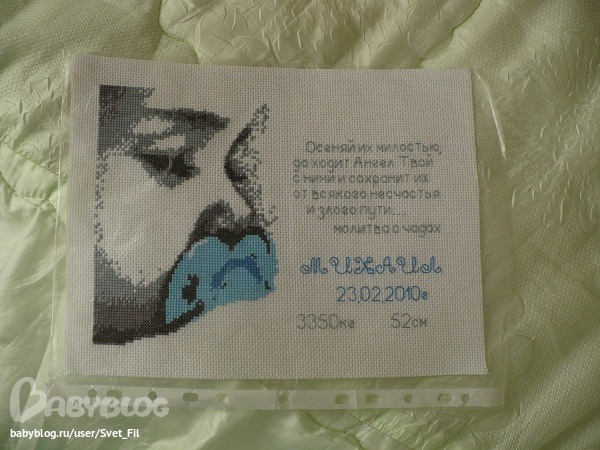 Осеняй их милостью,
да ходит Ангел Твой
с ними и сохранит их
от всякого несчастья
и злого пути...
молитва о чадах
МИХАИЛ
23.02.2010г
3350кг 52см
BABYBLOG
babyblog.ru/user/Svet_Fil